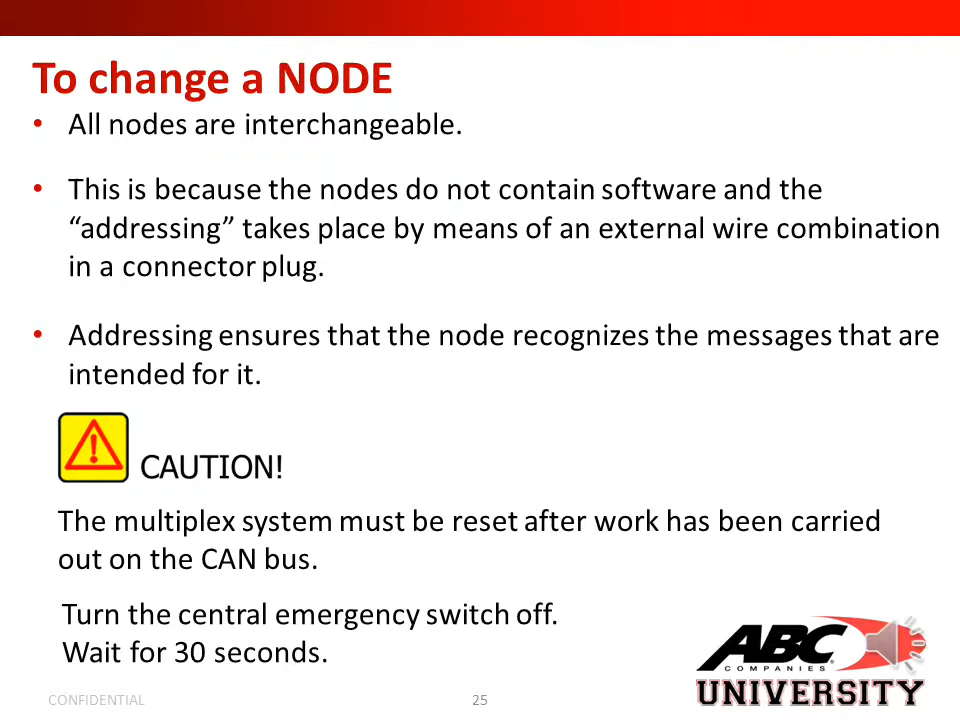 To change a NODE
• All nodes are interchangeable.
• This is because the nodes do not contain software and the
“addressing” takes place by means of an external wire combination
in a connector plug.
• Addressing ensures that the node recognizes the messages that are
intended for it.
CAUTION!
The multiplex system must be reset after work has been carried
out on the CAN bus.
Turn the central emergency switch off.
Wait for 30 seconds.
ABC
COMPANIES
UNIVERSITY
CONFIDENTIAL
25